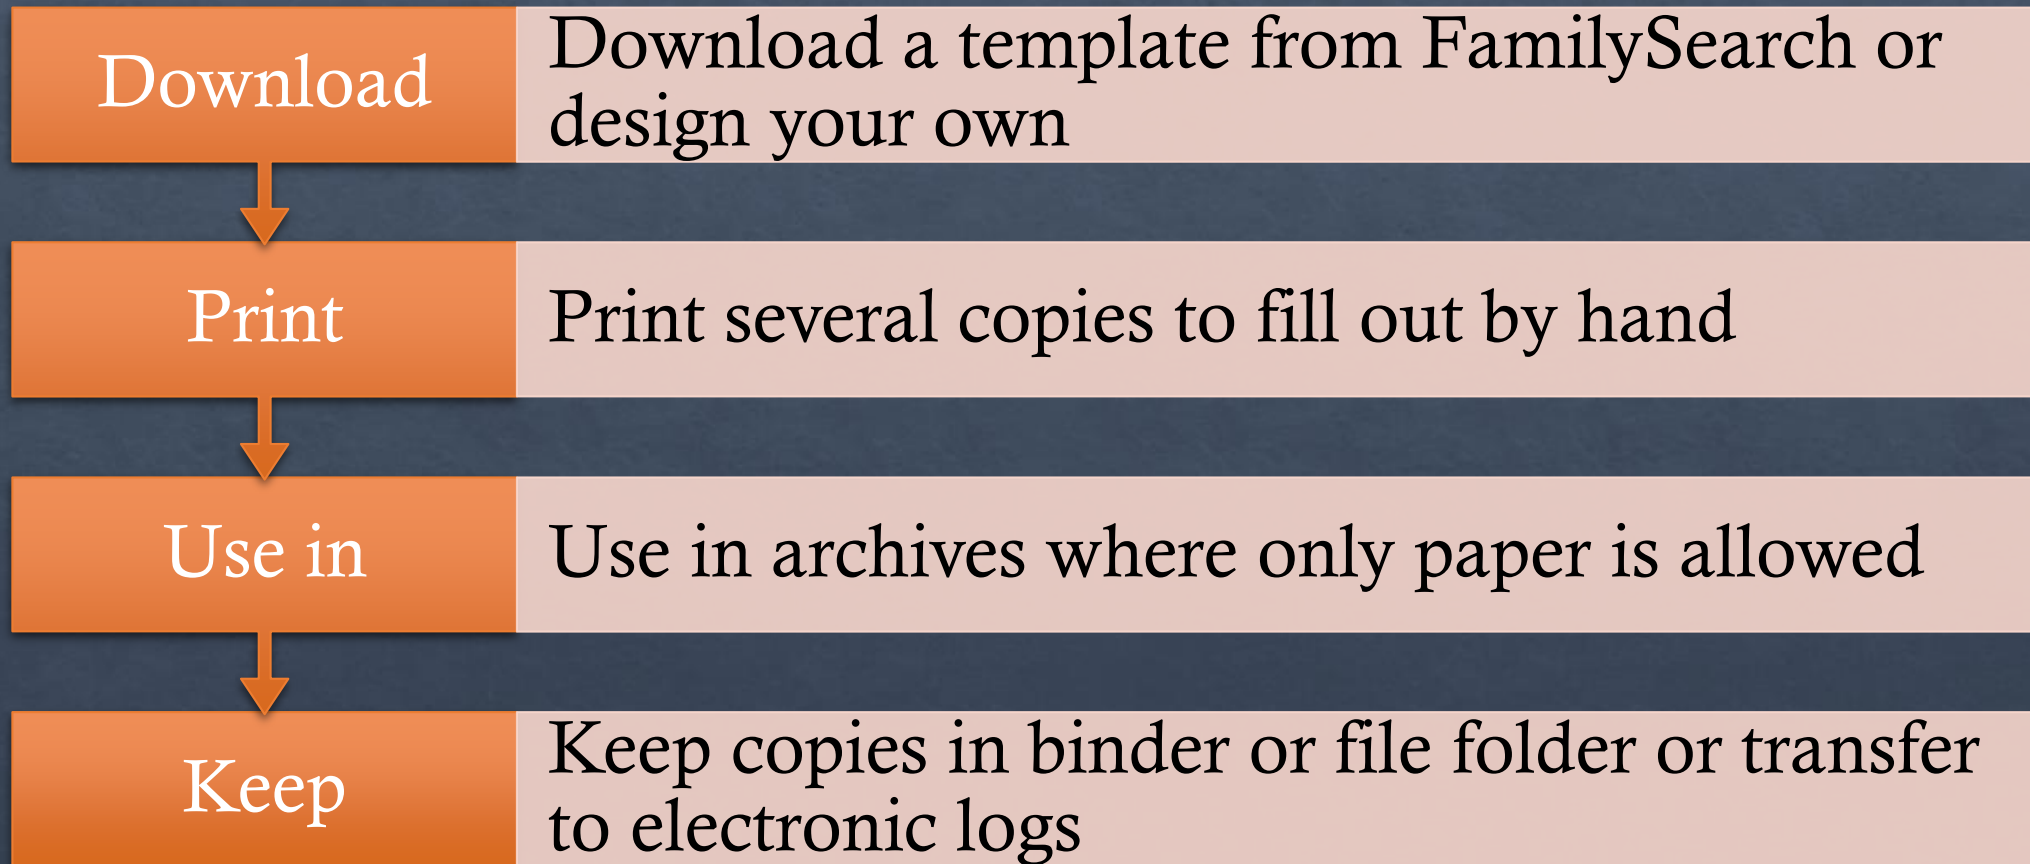 Download
Download a template from FamilySearch or
design your own
Print
Print several copies to fill out by hand
Use in
Use in archives where only paper is allowed
Keep
Keep copies in binder or file folder or transfer
to electronic logs